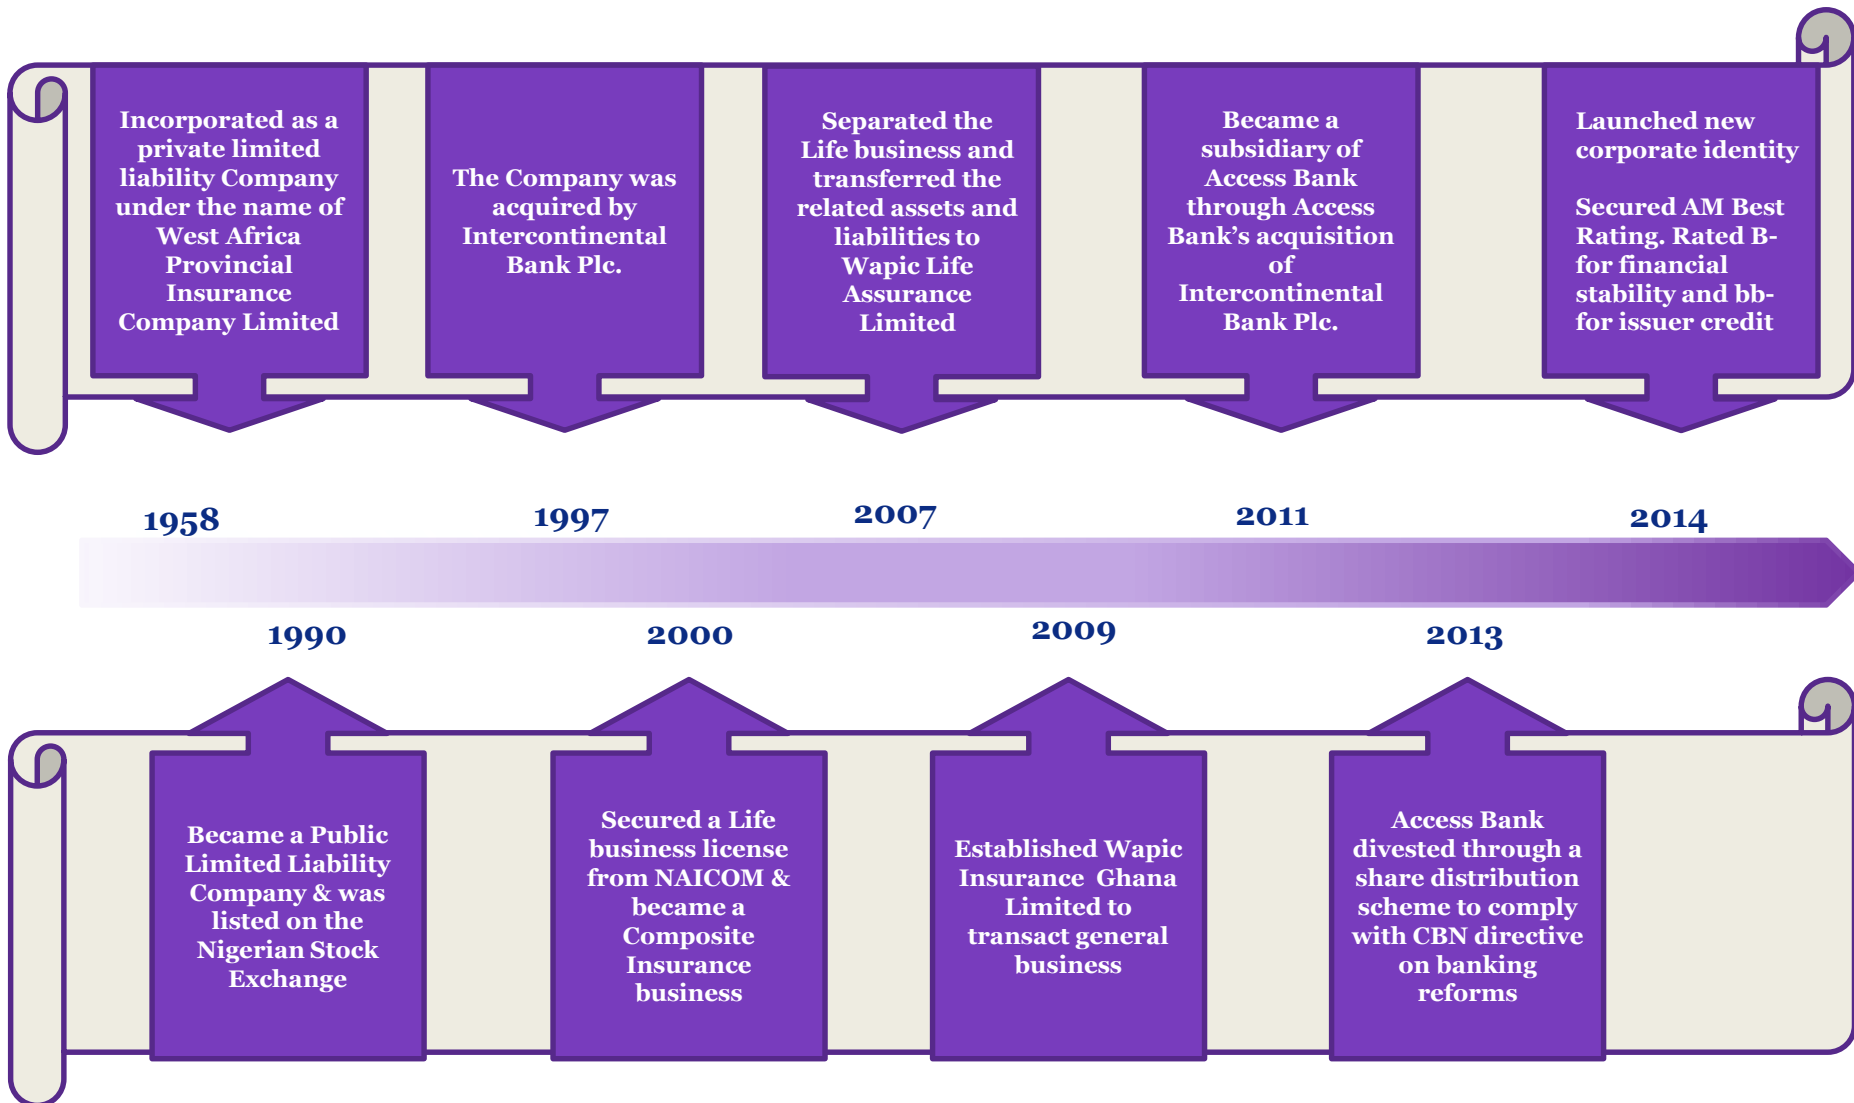 Incorporated as a
private limited
liability Company
under the name of
West Africa
Provincial
Insurance
Company Limited
The Company was
acquired by
Intercontinental
Bank Plc.
Separated the
Life business and
transferred the
related assets and
liabilities to
Wapic Life
Assurance
Limited
Became a
subsidiary of
Access Bank
through Access
Bank’s acquisition
of
Intercontinental
Bank Plc.
Launched new
corporate identity
Secured AM Best
Rating. Rated B-
for financial
stability and bb-
for issuer credit
1958
1997
2007
2011
2014
1990
2000
2009
2013
Became a Public
Limited Liability
Company & was
listed on the
Nigerian Stock
Exchange
Secured a Life
business license
from NAICOM &
became a
Composite
Insurance
business
Established Wapic
Insurance  Ghana
Limited to
transact general
business
Access Bank
divested through a
share distribution
scheme to comply
with CBN directive
on banking
reforms